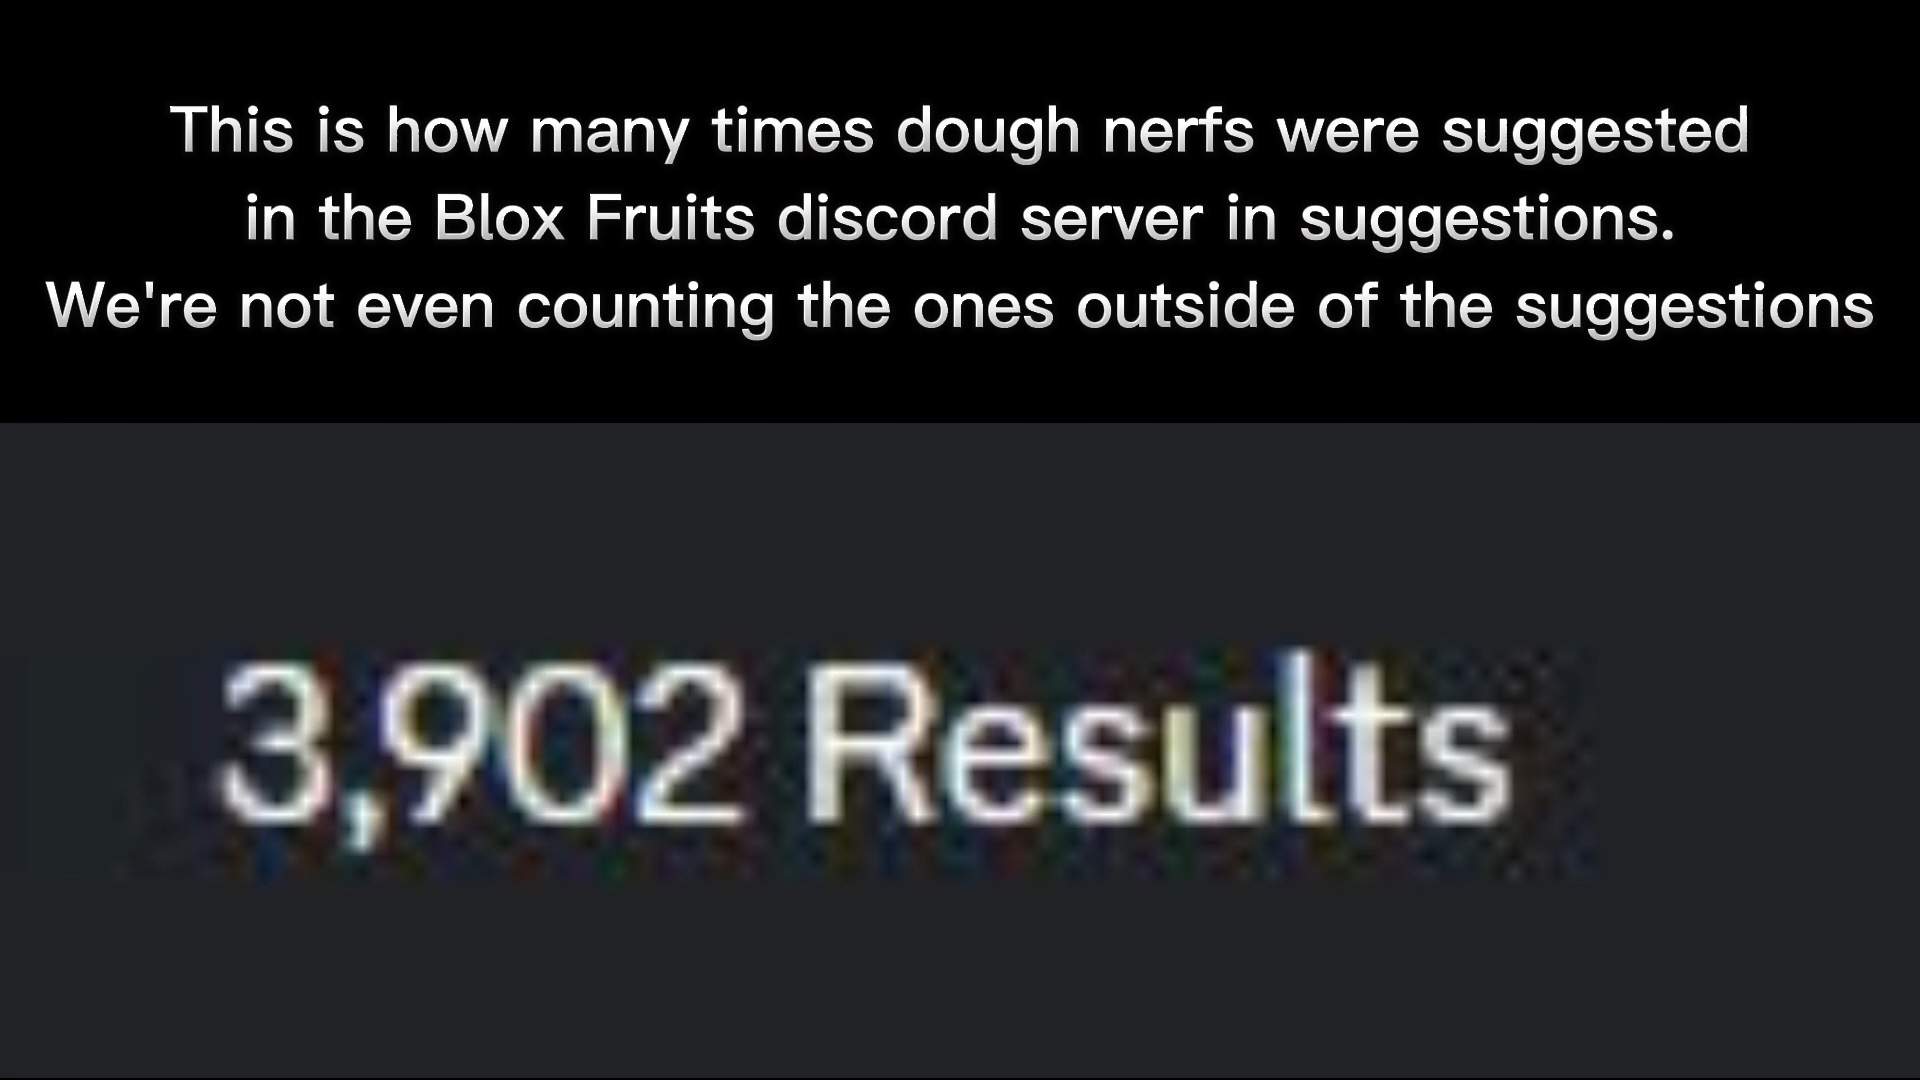 This is how many times dough nerfs were suggested
in the Blox Fruits discord server in suggestions.
We're not even counting the ones outside of the suggestions
3,902 Results